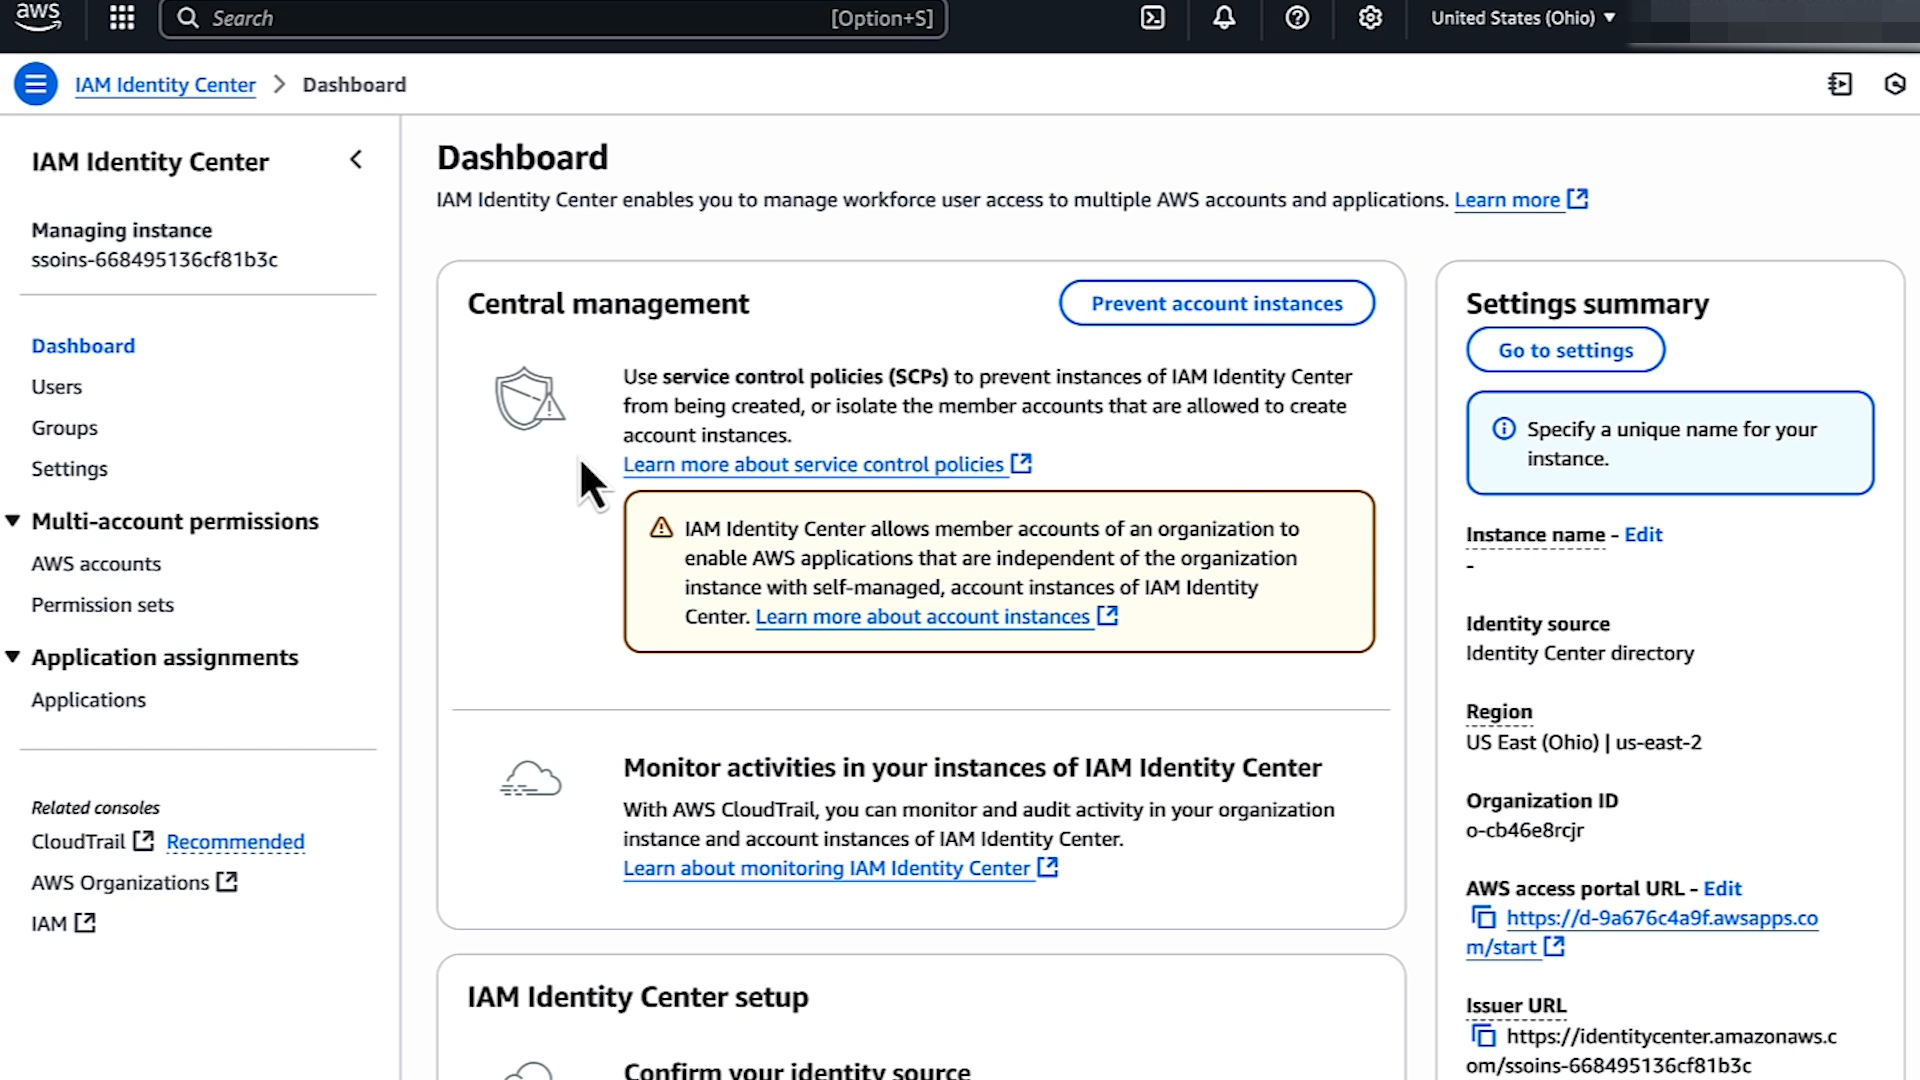 aws
Search [Option+S]
United States (Ohio) ▼
IAM Identity Center > Dashboard
IAM Identity Center
Managing instance
ssoins-668495136cf81b3c
Dashboard
Users
Groups
Settings
Multi-account permissions
AWS accounts
Permission sets
Application assignments
Applications
Related consoles
CloudTrail Recommended
AWS Organizations
IAM
Dashboard
IAM Identity Center enables you to manage workforce user access to multiple AWS accounts and applications. Learn more
Central management
Prevent account instances
Use service control policies (SCPs) to prevent instances of IAM Identity Center
from being created, or isolate the member accounts that are allowed to create
account instances.
Learn more about service control policies
IAM Identity Center allows member accounts of an organization to
enable AWS applications that are independent of the organization
instance with self-managed, account instances of IAM Identity
Center. Learn more about account instances
Monitor activities in your instances of IAM Identity Center
With AWS CloudTrail, you can monitor and audit activity in your organization
instance and account instances of IAM Identity Center.
Learn about monitoring IAM Identity Center
IAM Identity Center setup
Confirm your identity source
Settings summary
Go to settings
Specify a unique name for your
instance.
Instance name - Edit
-
Identity source
Identity Center directory
Region
US East (Ohio) | us-east-2
Organization ID
o-cb46e8rcjr
AWS access portal URL - Edit
https://d-9a676c4a9f.awsapps.co
m/start
Issuer URL
https://identitycenter.amazonaws.c
om/ssoins-668495136cf81b3c